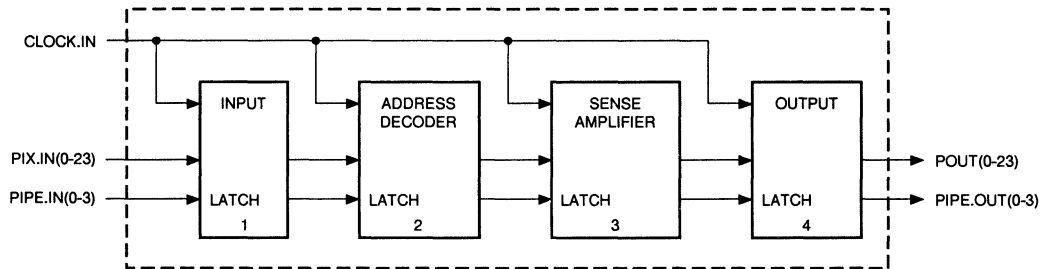 CLOCK.IN
INPUT
ADDRESS
DECODER
SENSE
AMPLIFIER
OUTPUT
PIX.IN(0-23)
POUT(0-23)
PIPE.IN(0-3)
LATCH
LATCH
LATCH
LATCH
PIPE.OUT(0-3)
1
2
3
4